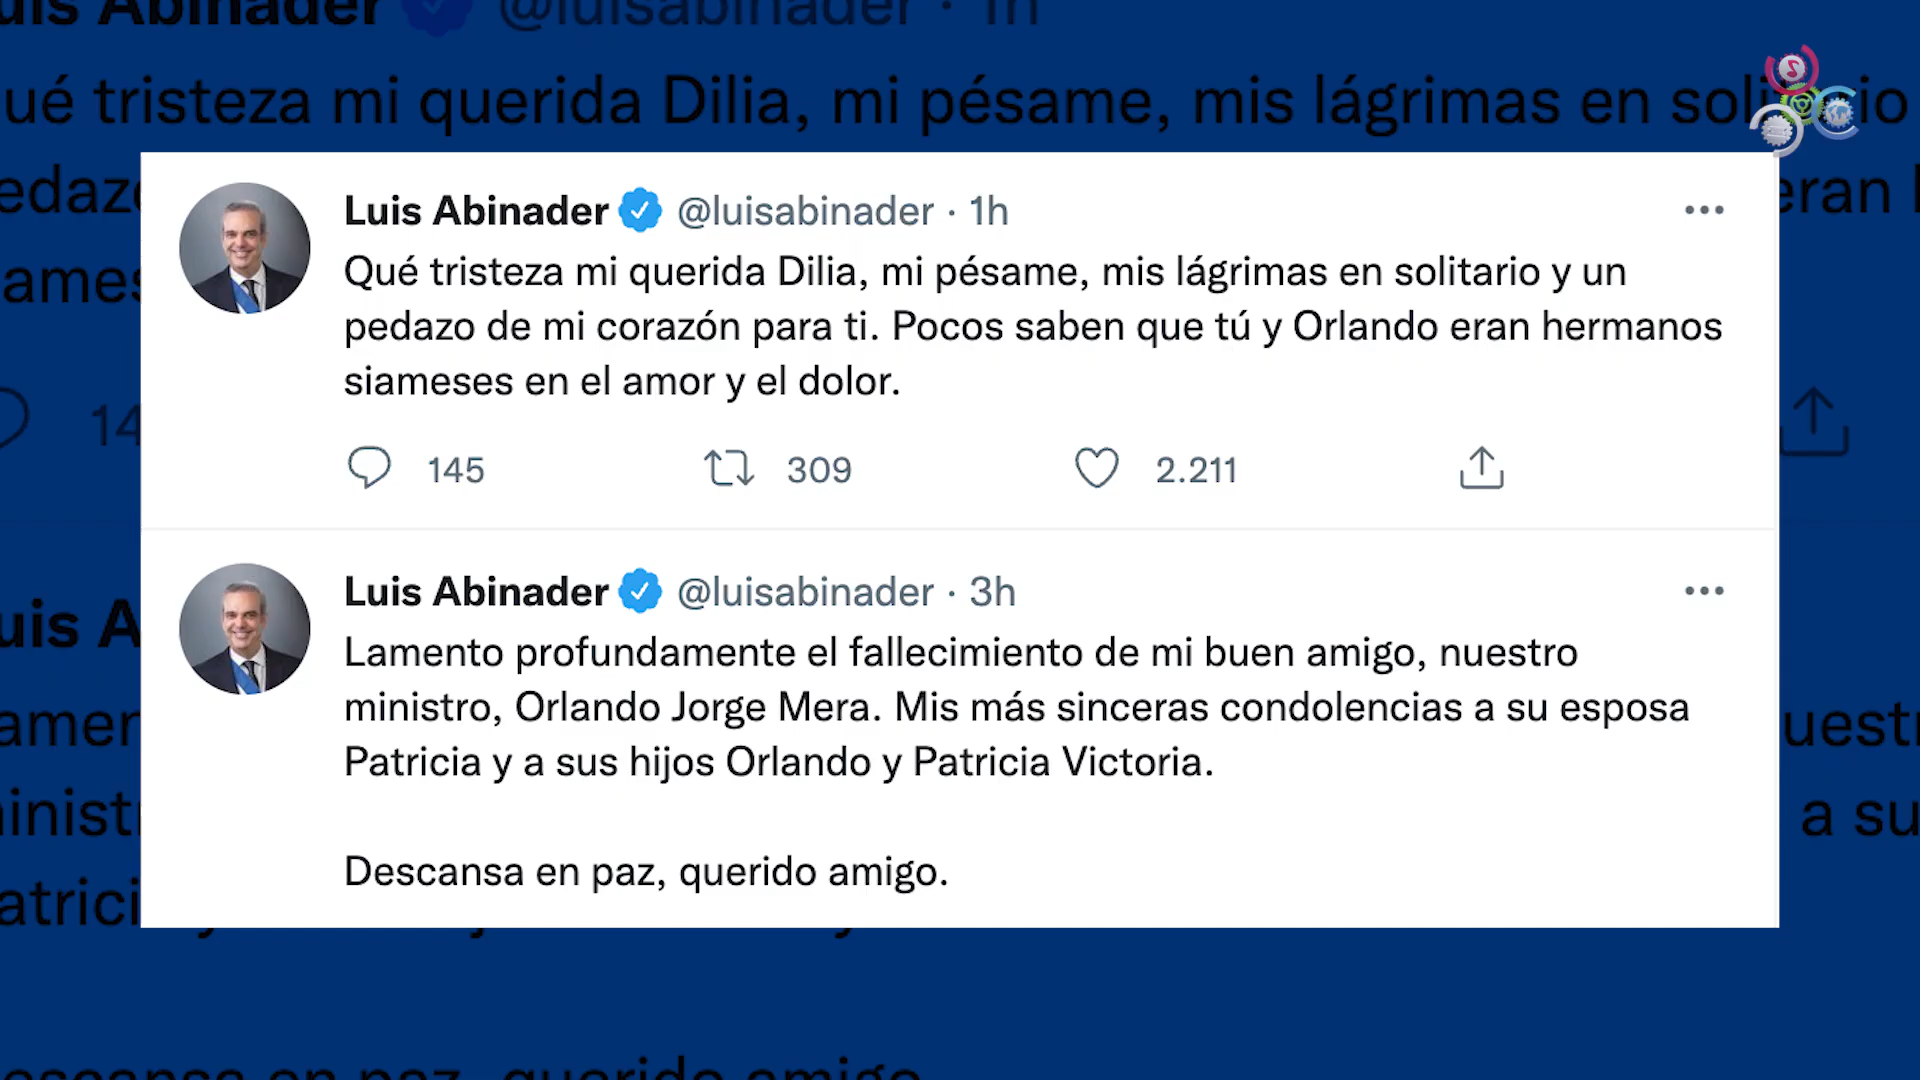 Luis Abinader @luisabinader · 1h
Qué tristeza mi querida Dilia, mi pésame, mis lágrimas en solitario y un
pedazo de mi corazón para ti. Pocos saben que tú y Orlando eran hermanos
siameses en el amor y el dolor.
145 309 2.211
Luis Abinader @luisabinader · 3h
Lamento profundamente el fallecimiento de mi buen amigo, nuestro
ministro, Orlando Jorge Mera. Mis más sinceras condolencias a su esposa
Patricia y a sus hijos Orlando y Patricia Victoria.
Descansa en paz, querido amigo.